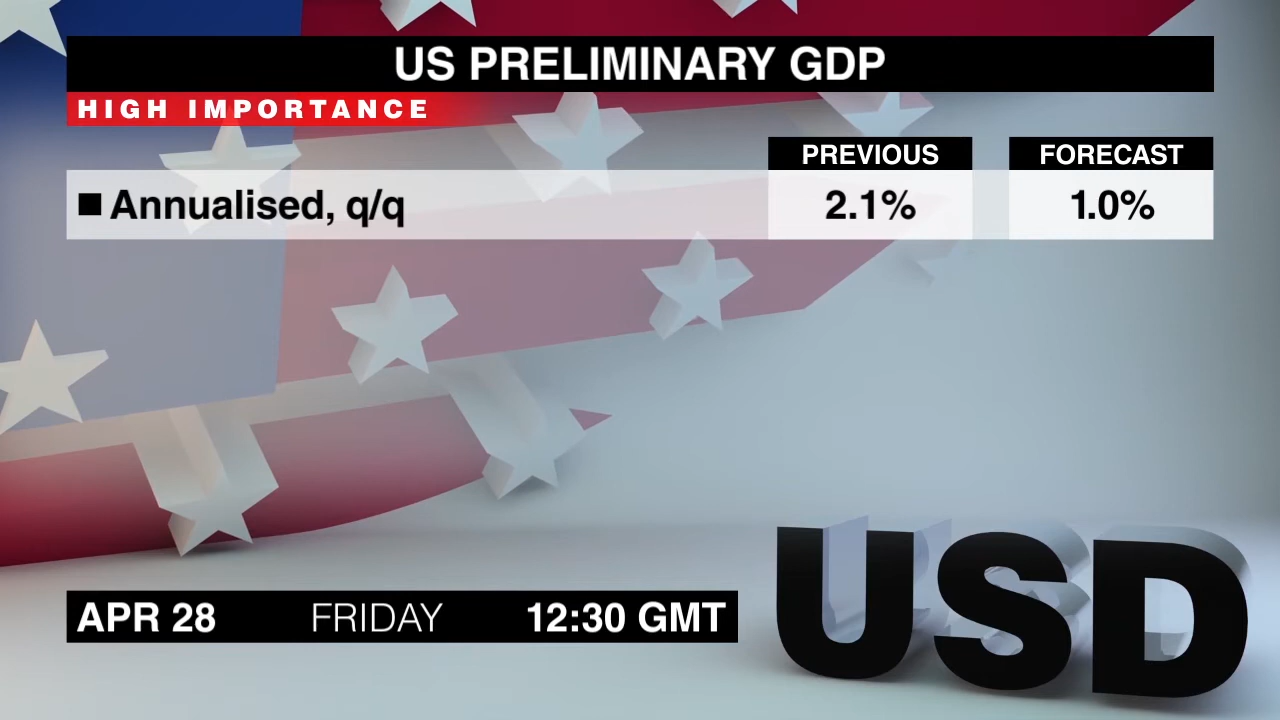 US PRELIMINARY GDP
HIGH IMPORTANCE
PREVIOUS FORECAST
Annualised, q/q 2.1% 1.0%
APR 28 FRIDAY 12:30 GMT
USD